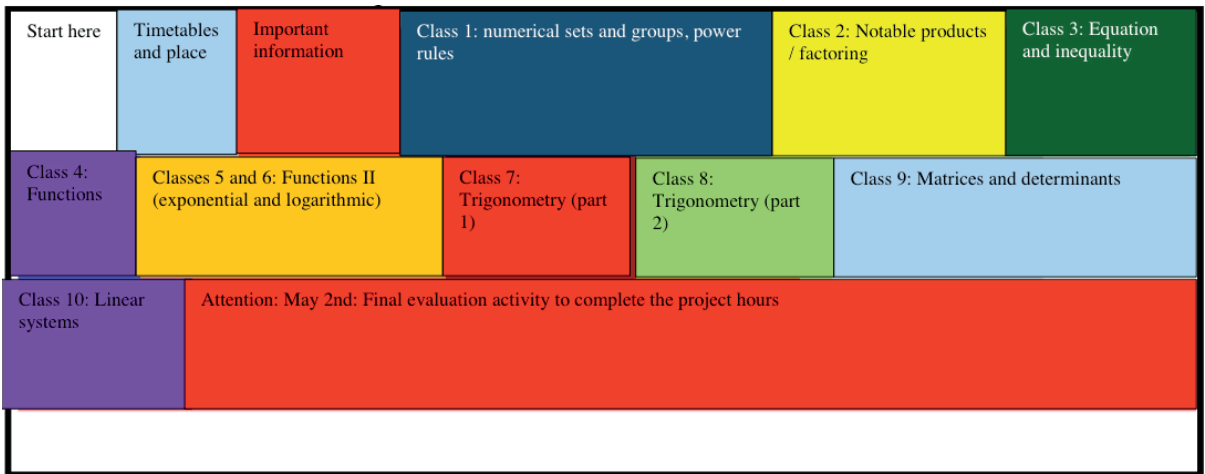 Start here
Timetables
and place
Important
information
Class 1: numerical sets and groups, power
rules
Class 2: Notable products
/ factoring
Class 3: Equation
and inequality
Class 4:
Functions
Classes 5 and 6: Functions II
(exponential and logarithmic)
Class 7:
Trigonometry (part
1)
Class 8:
Trigonometry (part
2)
Class 9: Matrices and determinants
Class 10: Linear
systems
Attention: May 2nd: Final evaluation activity to complete the project hours